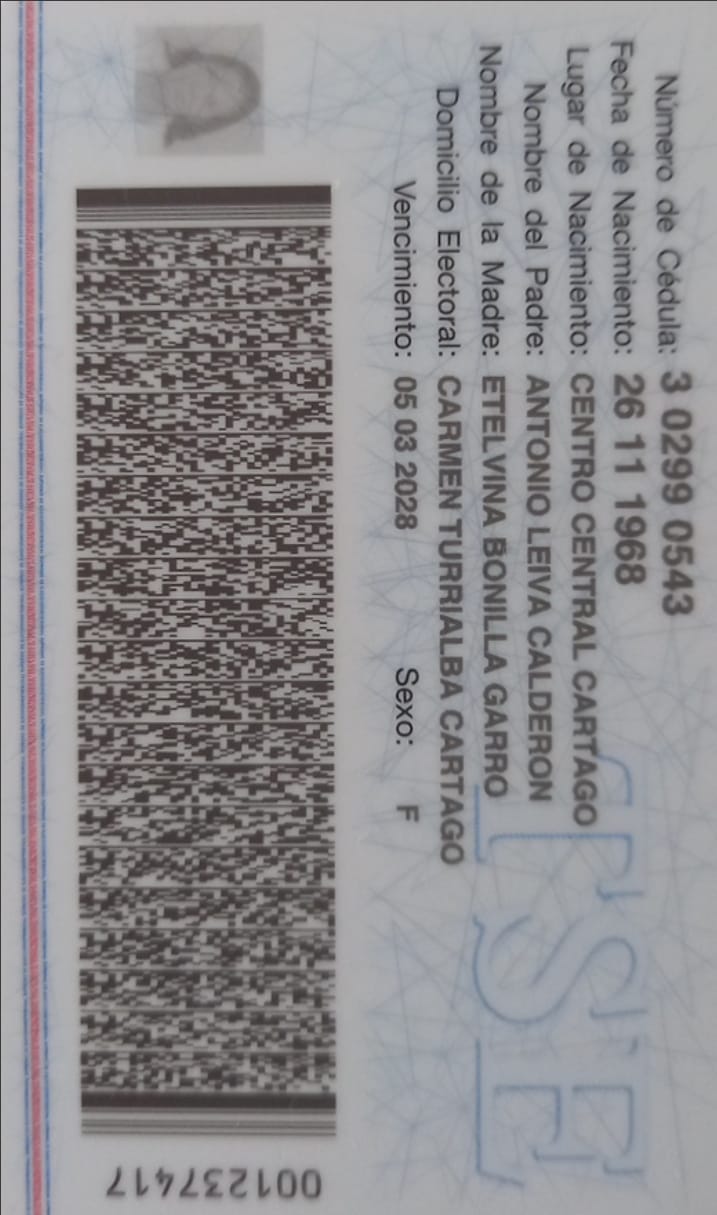 Número de Cédula: 3 0299 0543
Fecha de Nacimiento: 26 11 1968
Lugar de Nacimiento: CENTRO CENTRAL CARTAGO
Nombre del Padre: ANTONIO LEIVA CALDERON
Nombre de la Madre: ETELVINA BONILLA GARRO
Domicilio Electoral: CARMEN TURRIALBA CARTAGO
Vencimiento: 05 03 2028 Sexo: F
TSE
001237417